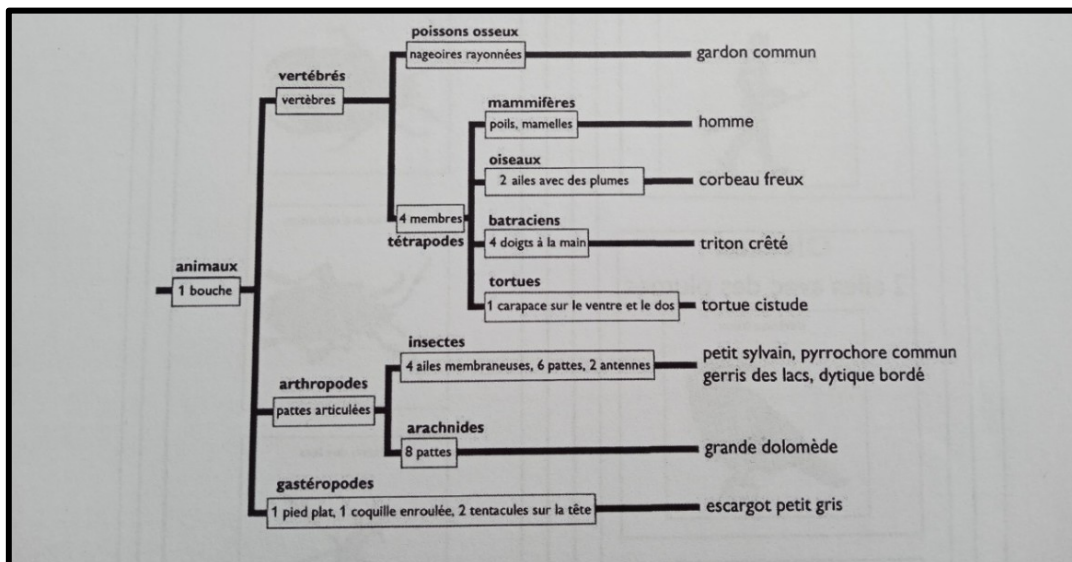 poissons osseux
nageoires rayonnées
gardon commun
vertébrés
vertèbres
mammifères
poils, mamelles
homme
oiseaux
2 ailes avec des plumes
corbeau freux
4 membres
tétrapodes
batraciens
4 doigts à la main
triton crêté
animaux
1 bouche
tortues
1 carapace sur le ventre et le dos
tortue cistude
insectes
4 ailes membraneuses, 6 pattes, 2 antennes
petit sylvain, pyrrochore commun
gerris des lacs, dytique bordé
arthropodes
pattes articulées
arachnides
8 pattes
grande dolomède
gastéropodes
1 pied plat, 1 coquille enroulée, 2 tentacules sur la tête
escargot petit gris